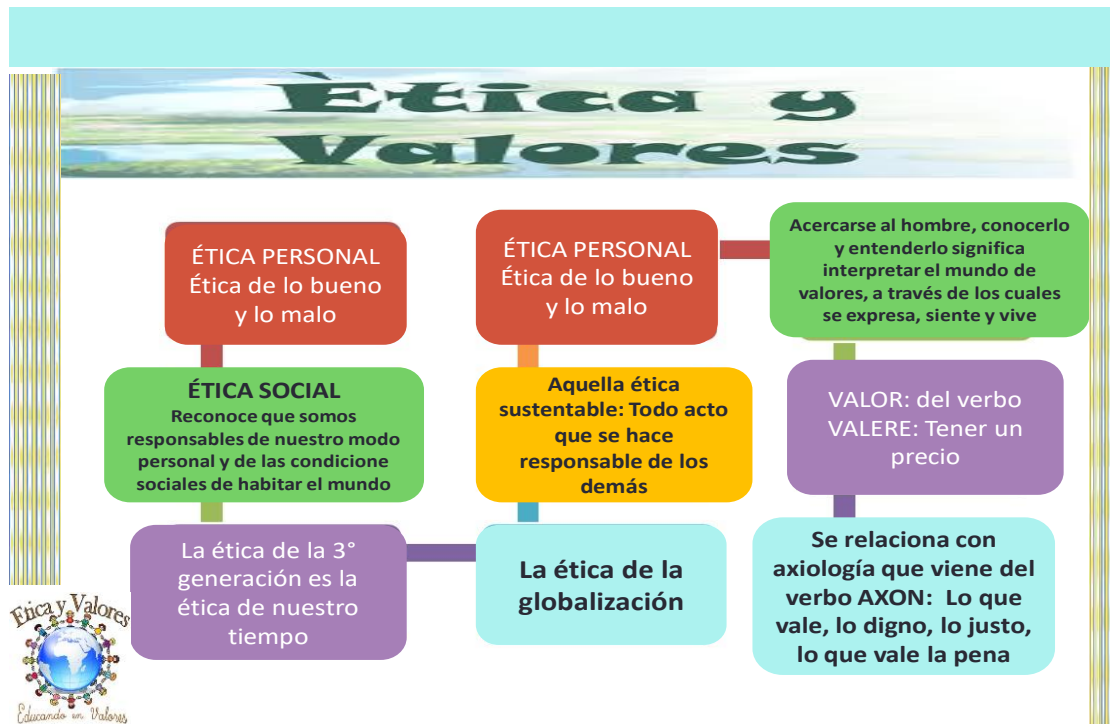 Ètica y
Valores
ÉTICA PERSONAL
Ética de lo bueno
y lo malo
ÉTICA SOCIAL
Reconoce que somos
responsables de nuestro modo
personal y de las condicione
sociales de habitar el mundo
La ética de la 3°
generación es la
ética de nuestro
tiempo
ÉTICA PERSONAL
Ética de lo bueno
y lo malo
Aquella ética
sustentable: Todo acto
que se hace
responsable de los
demás
La ética de la
globalización
Acercarse al hombre, conocerlo
y entenderlo significa
interpretar el mundo de
valores, a través de los cuales
se expresa, siente y vive
VALOR: del verbo
VALERE: Tener un
precio
Se relaciona con
axiología que viene del
verbo AXON: Lo que
vale, lo digno, lo justo,
lo que vale la pena
Etica y Valores
Educando en Valores